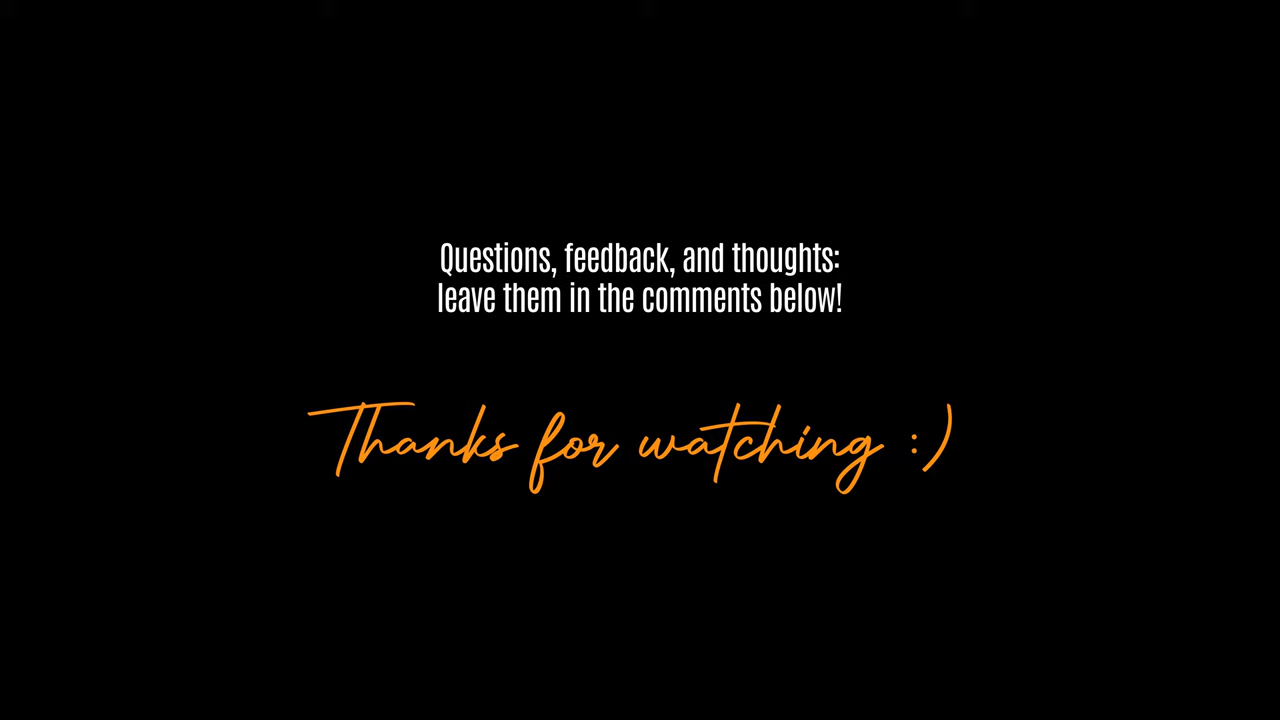 Questions, feedback, and thoughts:
leave them in the comments below!
Thanks for watching :)